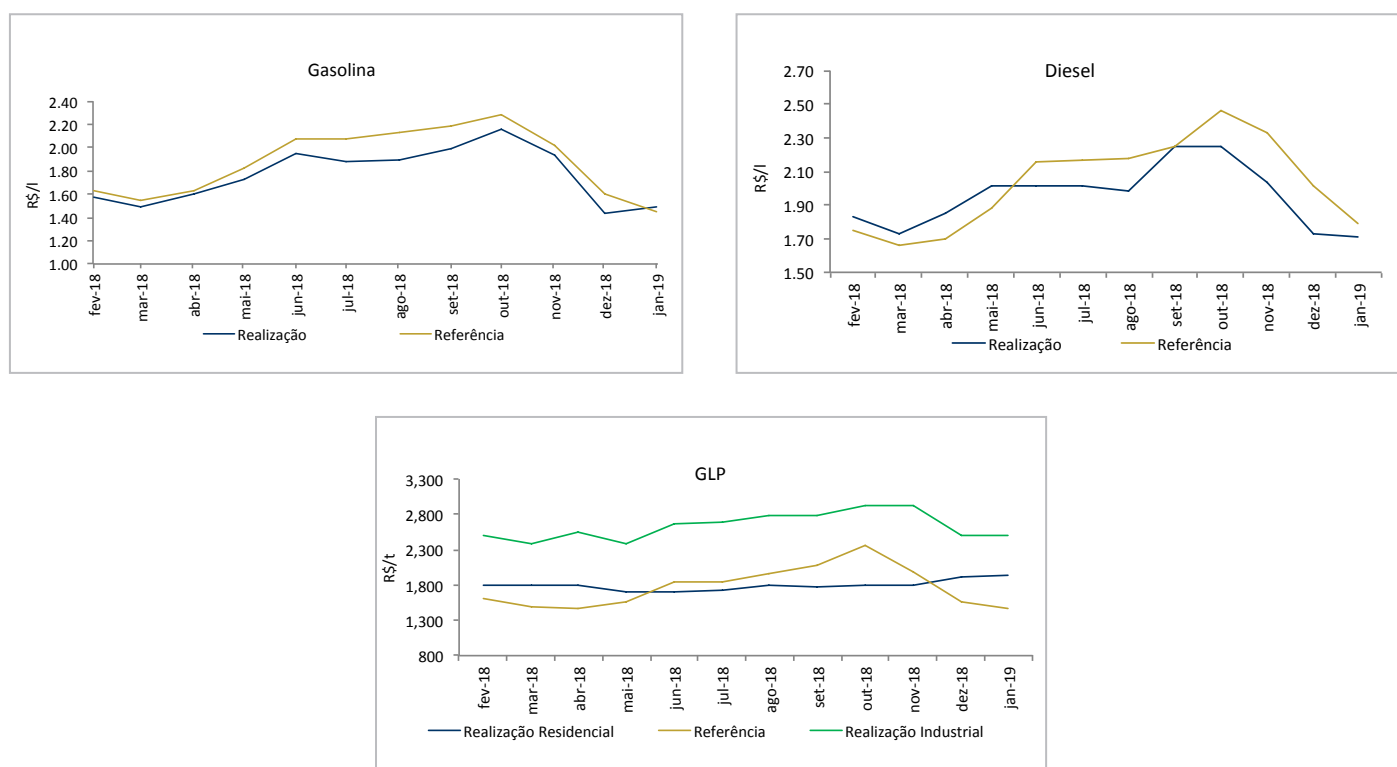 Gasolina
R$/l
2.40
2.20
2.00
1.80
1.60
1.40
1.20
1.00
fev-18 mar-18 abr-18 mai-18 jun-18 jul-18 ago-18 set-18 out-18 nov-18 dez-18 jan-19
Realização Referência
Diesel
R$/l
2.70
2.50
2.30
2.10
1.90
1.70
1.50
fev-18 mar-18 abr-18 mai-18 jun-18 jul-18 ago-18 set-18 out-18 nov-18 dez-18 jan-19
Realização Referência
GLP
R$/t
3,300
2,800
2,300
1,800
1,300
800
fev-18 mar-18 abr-18 mai-18 jun-18 jul-18 ago-18 set-18 out-18 nov-18 dez-18 jan-19
Realização Residencial Referência Realização Industrial